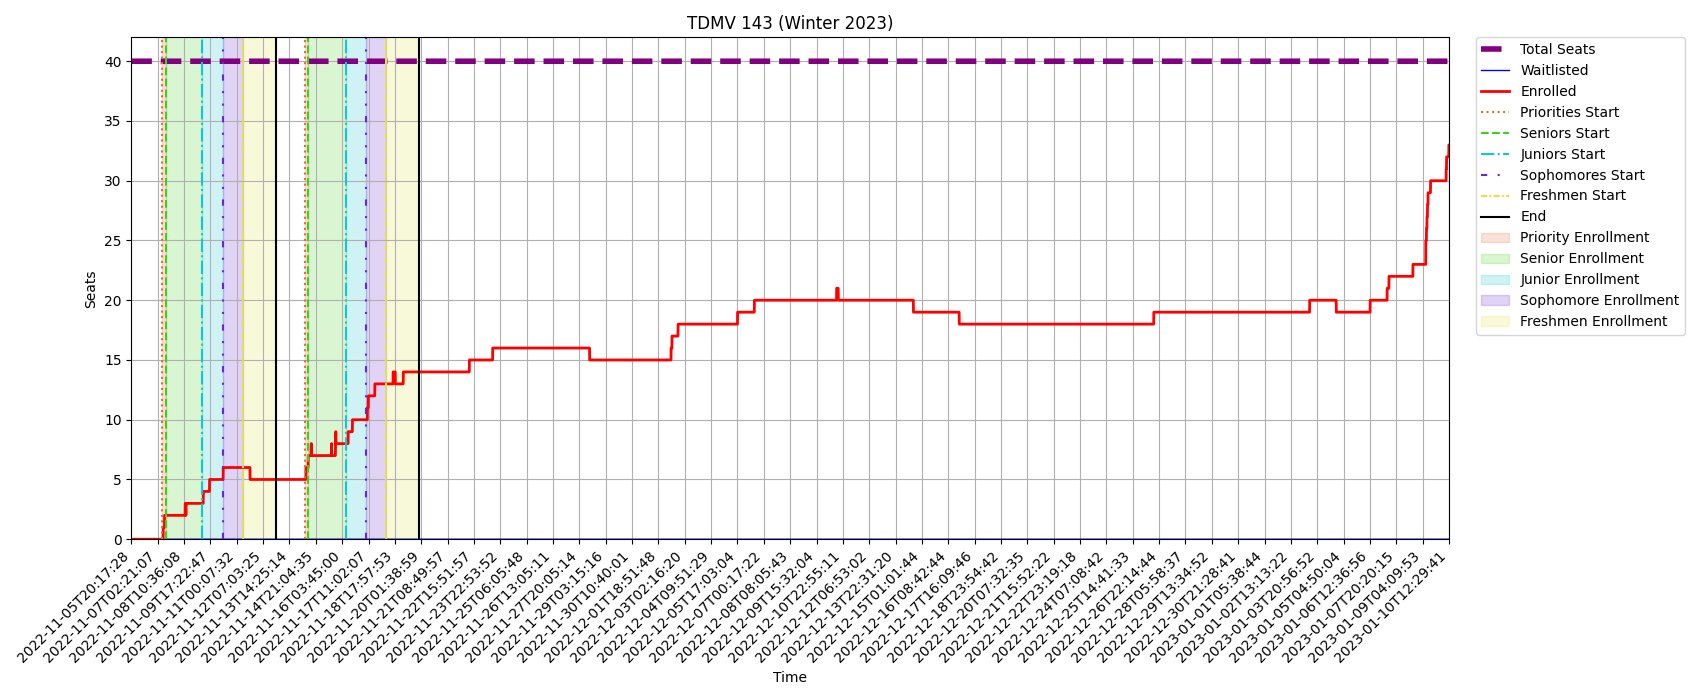 TDMV 143 (Winter 2023)
Seats
40
35
30
25
20
15
10
5
0
2022-11-05T20:17:28
2022-11-07T02:21:07
2022-11-08T10:36:08
2022-11-09T17:22:47
2022-11-11T00:07:32
2022-11-12T07:03:25
2022-11-13T14:25:14
2022-11-14T21:04:35
2022-11-16T03:45:00
2022-11-17T11:02:07
2022-11-18T17:57:53
2022-11-20T01:38:59
2022-11-21T08:49:57
2022-11-22T15:51:57
2022-11-23T22:53:52
2022-11-25T06:05:48
2022-11-26T13:05:11
2022-11-27T20:05:14
2022-11-29T03:15:16
2022-11-30T10:40:01
2022-12-01T18:51:48
2022-12-03T02:16:20
2022-12-04T09:51:29
2022-12-05T17:03:04
2022-12-07T00:17:22
2022-12-08T08:05:43
2022-12-09T15:32:04
2022-12-10T22:55:11
2022-12-12T06:53:02
2022-12-13T22:31:20
2022-12-15T01:01:44
2022-12-16T08:42:44
2022-12-17T16:09:46
2022-12-18T23:54:42
2022-12-20T07:32:35
2022-12-21T15:52:22
2022-12-22T23:19:18
2022-12-24T07:08:42
2022-12-25T14:41:33
2022-12-26T22:14:44
2022-12-28T05:58:37
2022-12-29T13:34:52
2022-12-30T21:28:41
2023-01-01T05:38:44
2023-01-02T13:13:22
2023-01-03T20:56:52
2023-01-05T04:50:04
2023-01-06T12:36:56
2023-01-07T20:20:15
2023-01-09T04:09:53
2023-01-10T12:29:41
Time
Total Seats
Waitlisted
Enrolled
Priorities Start
Seniors Start
Juniors Start
Sophomores Start
Freshmen Start
End
Priority Enrollment
Senior Enrollment
Junior Enrollment
Sophomore Enrollment
Freshmen Enrollment